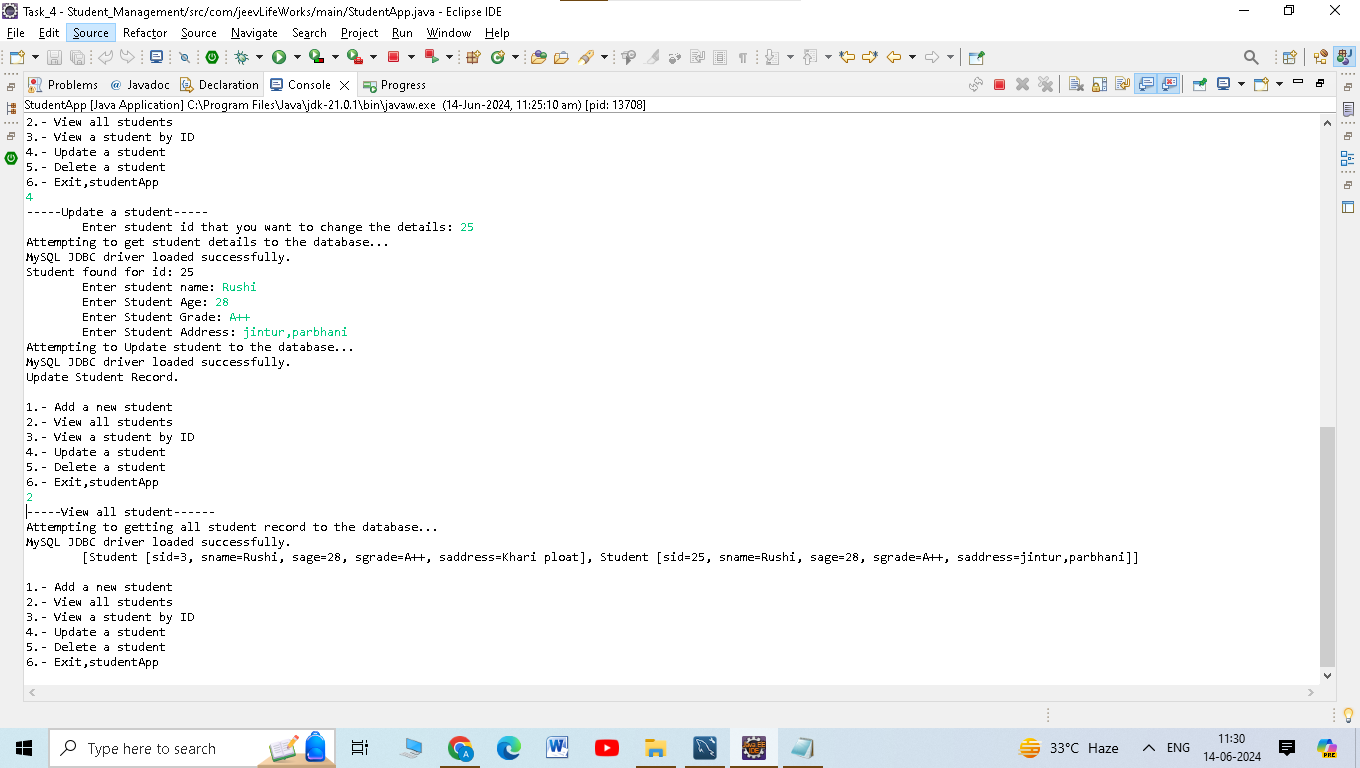 Task_4 - Student_Management/src/com/jeevLifeWorks/main/StudentApp.java - Eclipse IDE
File Edit Source Refactor Source Navigate Search Project Run Window Help
Problems @ Javadoc Declaration Console Progress
StudentApp [Java Application] C:\Program Files\Java\jdk-21.0.1\bin\javaw.exe (14-Jun-2024, 11:25:10 am) [pid: 13708]
2.- View all students
3.- View a student by ID
4.- Update a student
5.- Delete a student
6.- Exit,studentApp
4
-----Update a student-----
Enter student id that you want to change the details: 25
Attempting to get student details to the database...
MySQL JDBC driver loaded successfully.
Student found for id: 25
Enter student name: Rushi
Enter Student Age: 28
Enter Student Grade: A++
Enter Student Address: jintur,parbhani
Attempting to Update student to the database...
MySQL JDBC driver loaded successfully.
Update Student Record.
1.- Add a new student
2.- View all students
3.- View a student by ID
4.- Update a student
5.- Delete a student
6.- Exit,studentApp
2
-----View all student------
Attempting to getting all student record to the database...
MySQL JDBC driver loaded successfully.
[Student [sid=3, sname=Rushi, sage=28, sgrade=A++, saddress=Khari ploat], Student [sid=25, sname=Rushi, sage=28, sgrade=A++, saddress=jintur,parbhani]]
1.- Add a new student
2.- View all students
3.- View a student by ID
4.- Update a student
5.- Delete a student
6.- Exit,studentApp
Type here to search
33°C Haze
ENG
11:30
14-06-2024